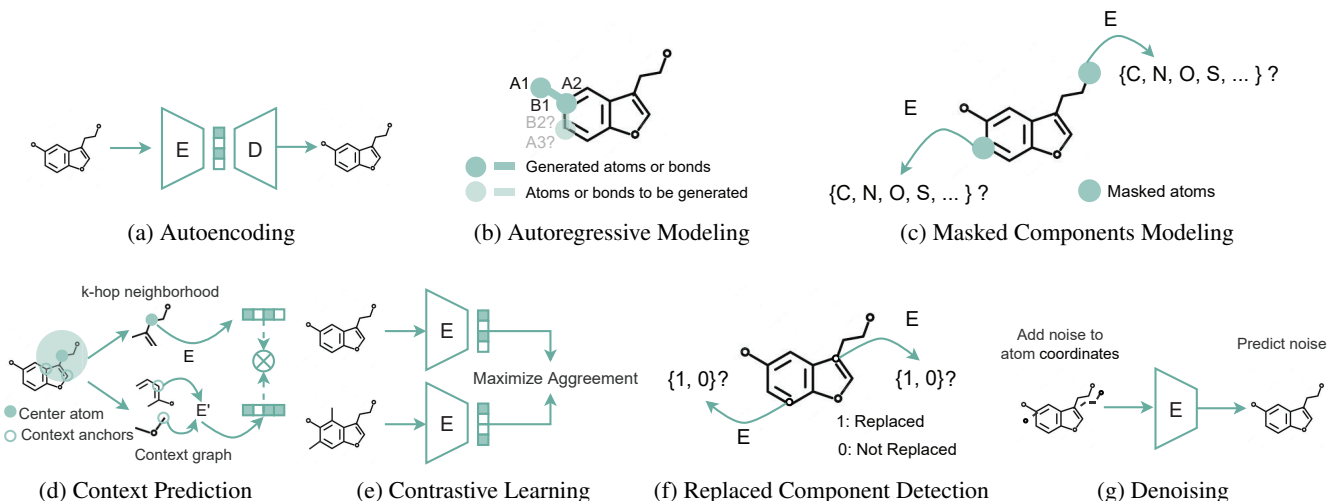 E
D
(a) Autoencoding
A1
A2
B1
B2?
A3?
Generated atoms or bonds
Atoms or bonds to be generated
(b) Autoregressive Modeling
E
{C, N, O, S, ... } ?
E
{C, N, O, S, ... } ?
Masked atoms
(c) Masked Components Modeling
k-hop neighborhood
E
E'
Center atom
Context anchors
Context graph
(d) Context Prediction
E
Maximize Aggreement
E
(e) Contrastive Learning
E
{1, 0}?
{1, 0}?
E
1: Replaced
0: Not Replaced
(f) Replaced Component Detection
Add noise to
atom coordinates
Predict noise
E
(g) Denoising